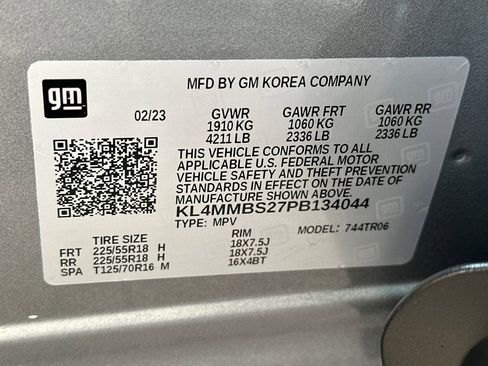 gm
MFD BY GM KOREA COMPANY
02/23 GVWR GAWR FRT GAWR RR
1910 KG 1060 KG 1060 KG
4211 LB 2336 LB 2336 LB
THIS VEHICLE CONFORMS TO ALL
APPLICABLE U.S. FEDERAL MOTOR
VEHICLE SAFETY AND THEFT PREVENTION
STANDARDS IN EFFECT ON THE DATE OF
MANUFACTURE SHOWN ABOVE.
KL4MMBS27PB134044
TYPE: MPV MODEL: 744TR06
TIRE SIZE RIM
FRT 225/55R18 H 18X7.5J
RR 225/55R18 H 18X7.5J
SPA T125/70R16 M 16X4BT